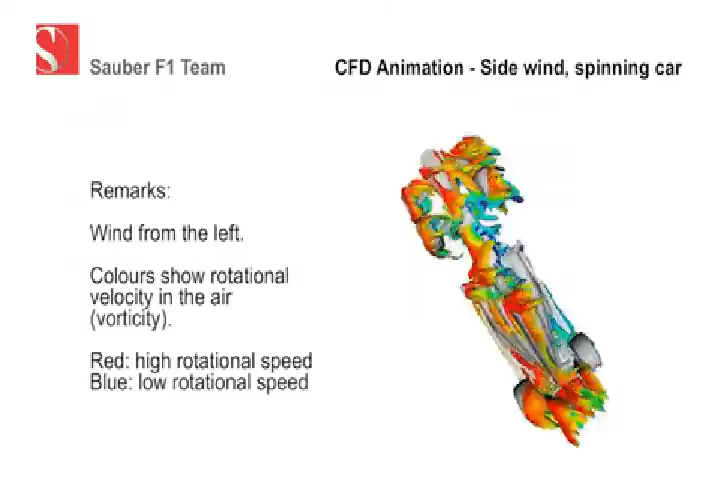 Sauber F1 Team
CFD Animation - Side wind, spinning car
Remarks:
Wind from the left.
Colours show rotational
velocity in the air
(vorticity).
Red: high rotational speed
Blue: low rotational speed